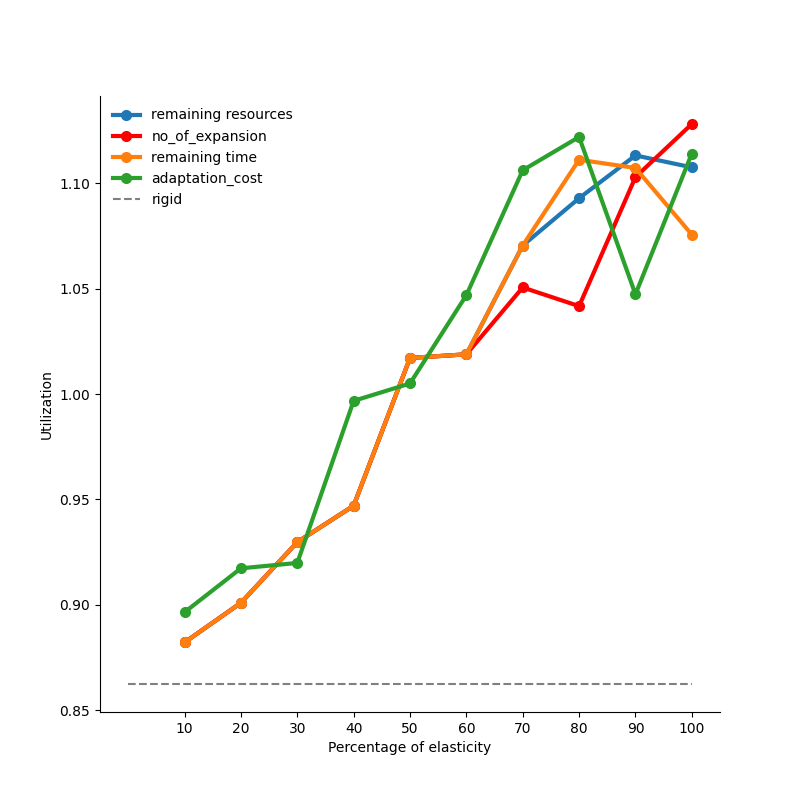 remaining resources
no_of_expansion
remaining time
adaptation_cost
rigid
1.10
1.05
1.00
0.95
0.90
0.85
Utilization
10 20 30 40 50 60 70 80 90 100
Percentage of elasticity